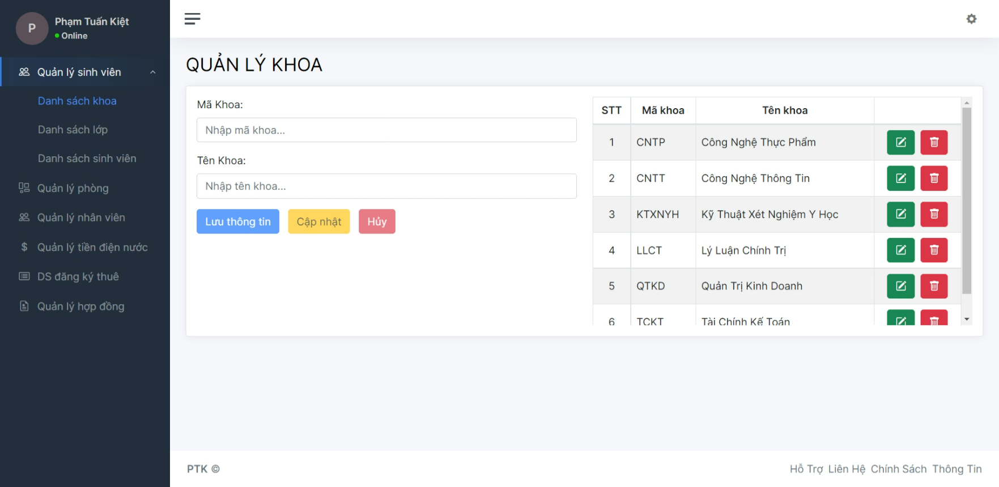 P
Phạm Tuấn Kiệt
Online
Quản lý sinh viên
Danh sách khoa
Danh sách lớp
Danh sách sinh viên
Quản lý phòng
Quản lý nhân viên
$ Quản lý tiền điện nước
DS đăng ký thuê
Quản lý hợp đồng
QUẢN LÝ KHOA
Mã Khoa:
Nhập mã khoa...
Tên Khoa:
Nhập tên khoa...
Lưu thông tin Cập nhật Hủy
STT Mã khoa Tên khoa
1 CNTP Công Nghệ Thực Phẩm
2 CNTT Công Nghệ Thông Tin
3 KTXNYH Kỹ Thuật Xét Nghiệm Y Học
4 LLCT Lý Luận Chính Trị
5 QTKD Quản Trị Kinh Doanh
6 TCKT Tài Chính Kế Toán
PTK ©
Hỗ Trợ Liên Hệ Chính Sách Thông Tin